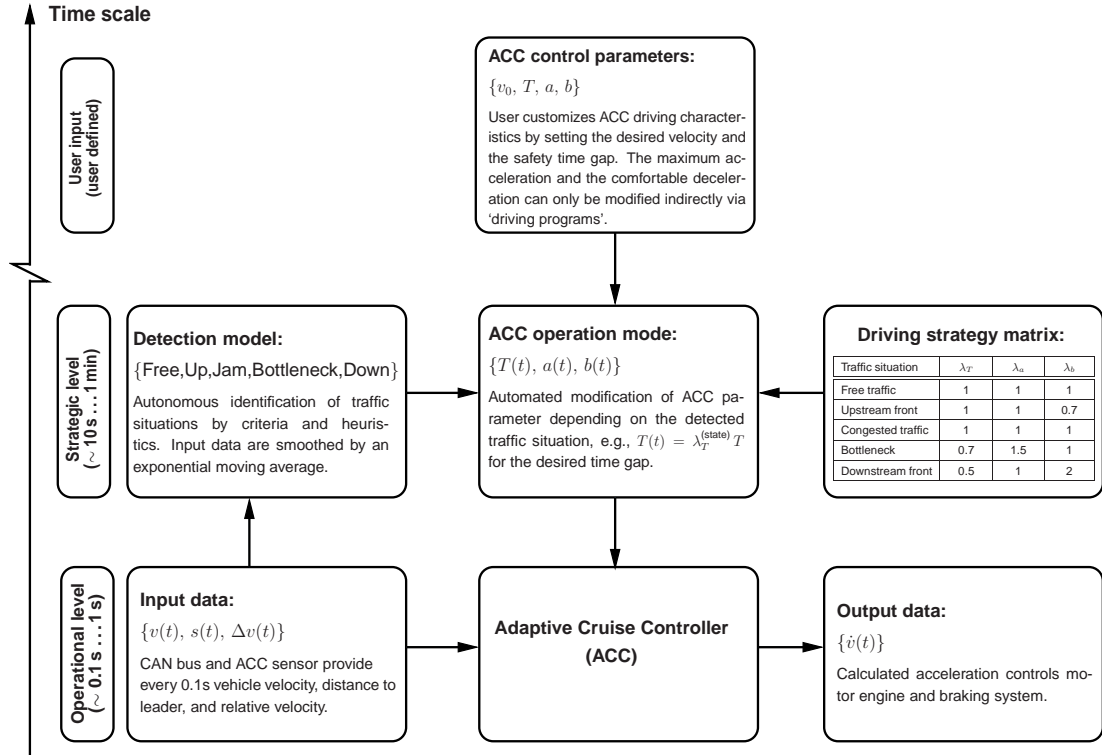 Time scale
User input
(user defined)
ACC control parameters:
{v₀, T, a, b}
User customizes ACC driving character-
istics by setting the desired velocity and
the safety time gap. The maximum ac-
celeration and the comfortable deceler-
ation can only be modified indirectly via
‘driving programs’.
Strategic level
(∼ 10 s … 1 min)
Detection model:
{Free,Up,Jam,Bottleneck,Down}
Autonomous identification of traffic
situations by criteria and heuris-
tics. Input data are smoothed by an
exponential moving average.
ACC operation mode:
{T(t), a(t), b(t)}
Automated modification of ACC pa-
rameter depending on the detected
traffic situation, e.g., T(t) = λ_T^(state) T
for the desired time gap.
Driving strategy matrix:
Traffic situation λ_T λ_a λ_b
Free traffic 1 1 1
Upstream front 1 1 0.7
Congested traffic 1 1 1
Bottleneck 0.7 1.5 1
Downstream front 0.5 1 2
Operational level
(∼ 0.1 s … 1 s)
Input data:
{v(t), s(t), Δv(t)}
CAN bus and ACC sensor provide
every 0.1s vehicle velocity, distance to
leader, and relative velocity.
Adaptive Cruise Controller
(ACC)
Output data:
{v̇(t)}
Calculated acceleration controls mo-
tor engine and braking system.